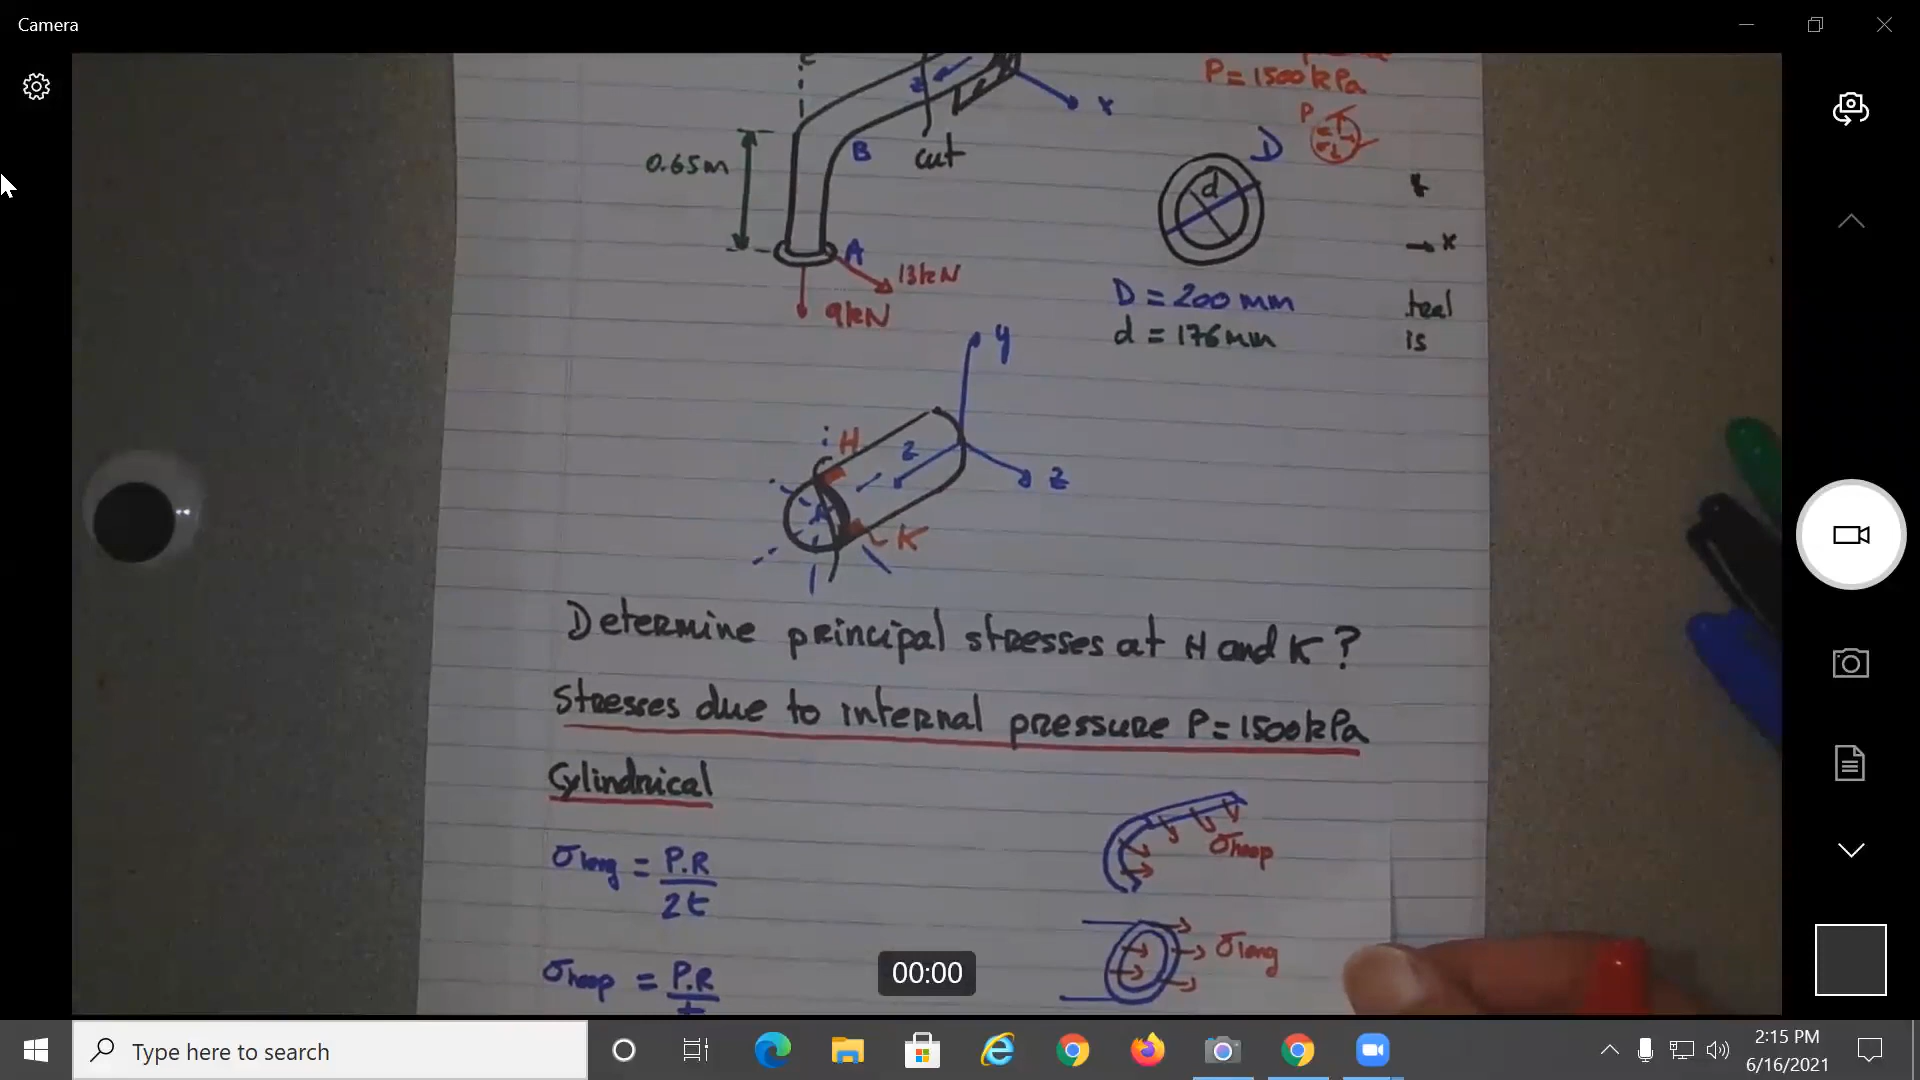 Camera
P = 1500 kPa
z
x
P
0.65m
B
cut
D
d
A
13kN
9kN
x
D = 200 mm
d = 176 mm
is
y
H
z
z
K
Determine principal stresses at H and K?
Stresses due to internal pressure P = 1500kPa
Cylindrical
σlong = P.R
2t
σhoop
σlong
σhoop = P.R
t
00:00
Type here to search
2:15 PM
6/16/2021